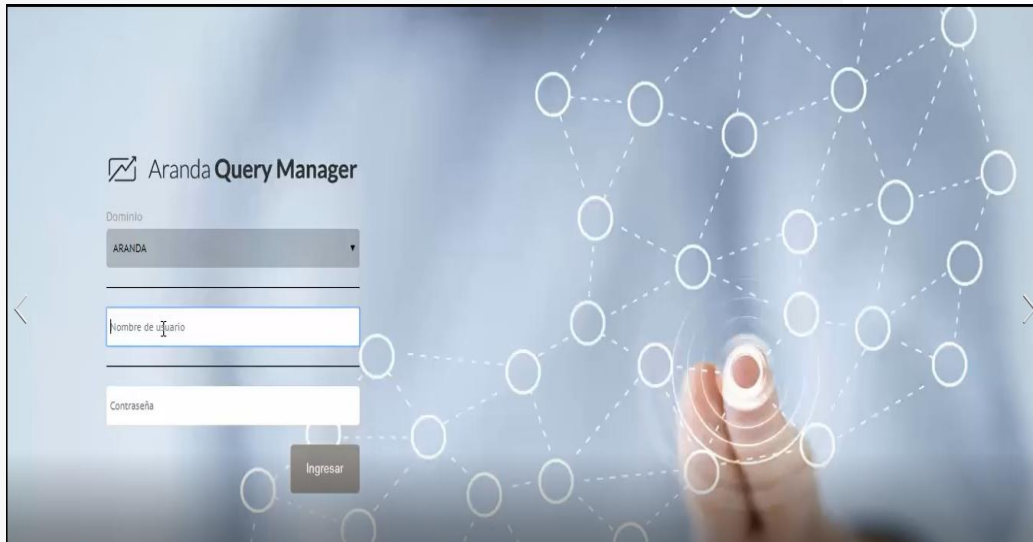 Aranda Query Manager
Dominio
ARANDA
Nombre de usuario
Contraseña
Ingresar